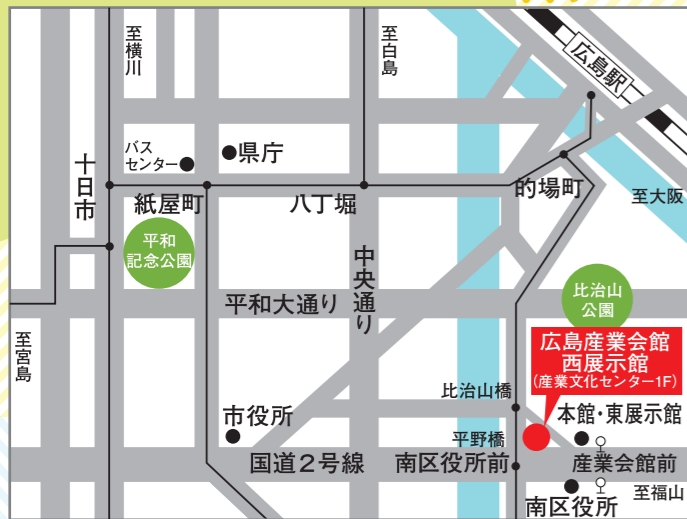 至横川
至白島
広島駅
バス
センター
県庁
十日市
紙屋町
八丁堀
的場町
至大阪
平和
記念公園
中央通り
平和大通り
比治山
公園
至宮島
広島産業会館
西展示館
(産業文化センター1F)
比治山橋
本館・東展示館
市役所
平野橋
国道2号線
南区役所前
産業会館前
南区役所
至福山